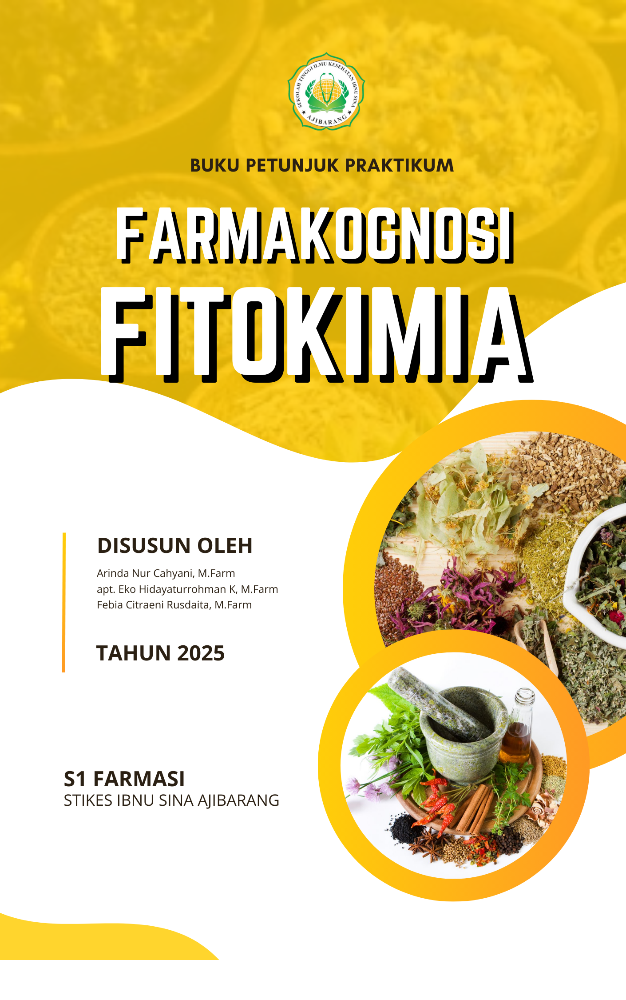 SEKOLAH TINGGI ILMU KESEHATAN IBNU SINA
AJIBARANG
BUKU PETUNJUK PRAKTIKUM
FARMAKOGNOSI
FITOKIMIA
DISUSUN OLEH
Arinda Nur Cahyani, M.Farm
apt. Eko Hidayaturrohman K, M.Farm
Febia Citraeni Rusdaita, M.Farm
TAHUN 2025
S1 FARMASI
STIKES IBNU SINA AJIBARANG